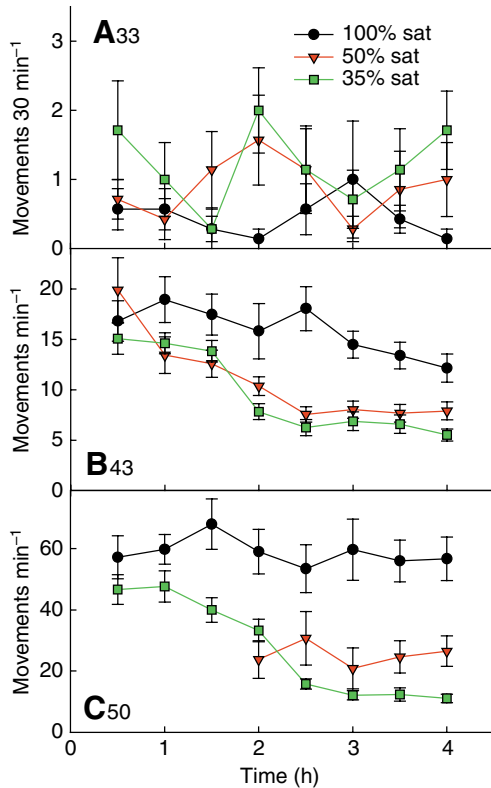 A33
100% sat
50% sat
35% sat
Movements 30 min⁻¹
3
2
1
0
B43
Movements min⁻¹
20
15
10
5
0
C50
Movements min⁻¹
60
40
20
0
0 1 2 3 4
Time (h)